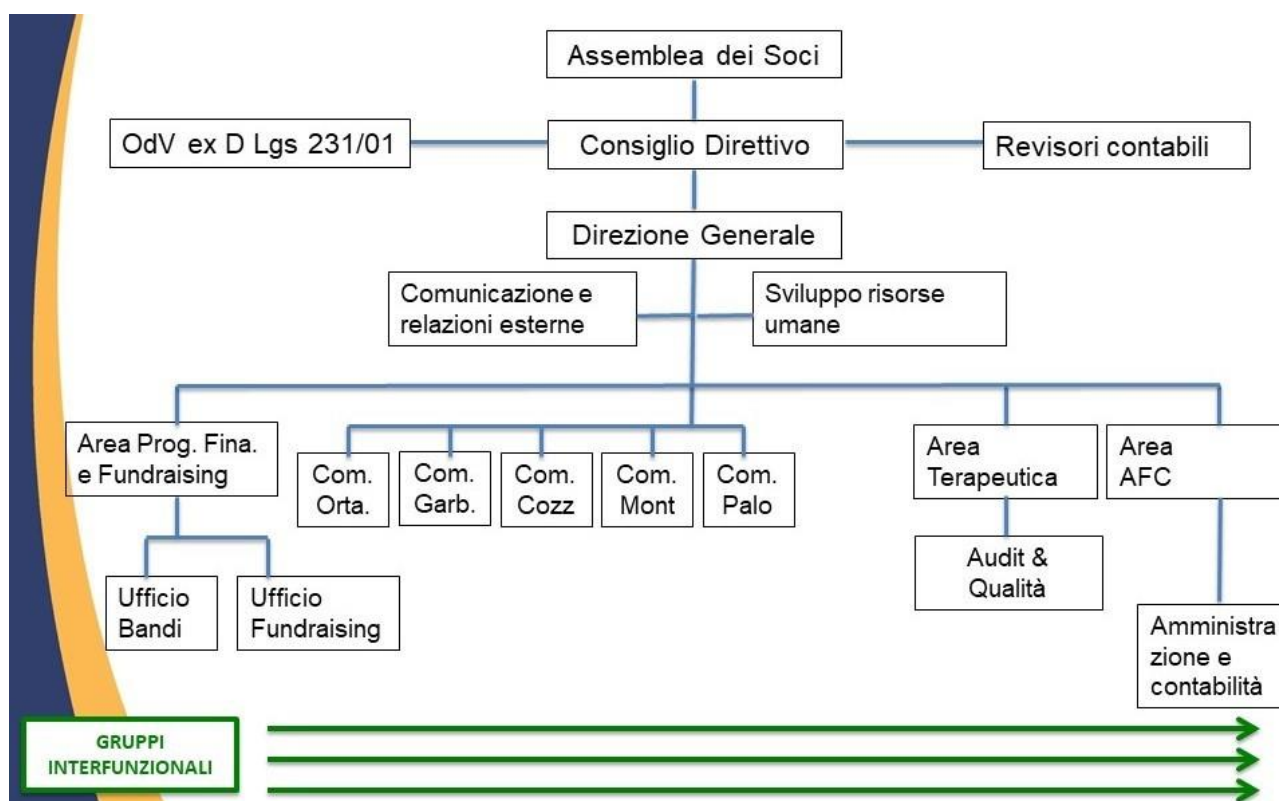 Assemblea dei Soci
OdV ex D Lgs 231/01
Consiglio Direttivo
Revisori contabili
Direzione Generale
Comunicazione e
relazioni esterne
Sviluppo risorse
umane
Area Prog. Fina.
e Fundraising
Com.
Orta.
Com.
Garb.
Com.
Cozz
Com.
Mont
Com.
Palo
Area
Terapeutica
Area
AFC
Ufficio
Bandi
Ufficio
Fundraising
Audit &
Qualità
Amministra
zione e
contabilità
GRUPPI
INTERFUNZIONALI